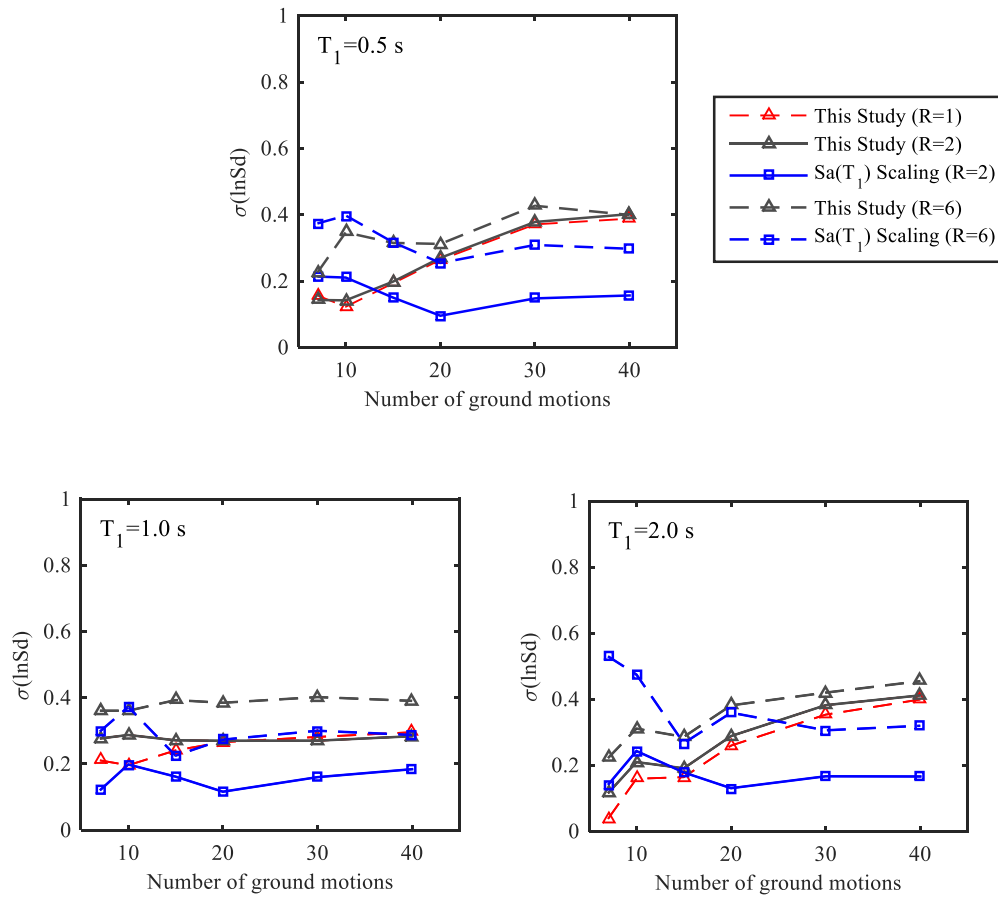 T1=0.5 s
1
0.8
0.6
0.4
0.2
0
σ(lnSd)
10 20 30 40
Number of ground motions
This Study (R=1)
This Study (R=2)
Sa(T1) Scaling (R=2)
This Study (R=6)
Sa(T1) Scaling (R=6)
T1=1.0 s
1
0.8
0.6
0.4
0.2
0
σ(lnSd)
10 20 30 40
Number of ground motions
T1=2.0 s
1
0.8
0.6
0.4
0.2
0
σ(lnSd)
10 20 30 40
Number of ground motions